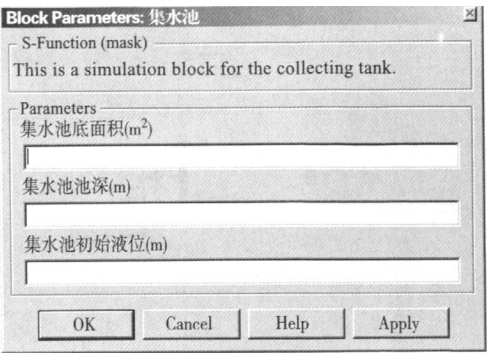 Block Parameters: 集水池
S-Function (mask)
This is a simulation block for the collecting tank.
Parameters
集水池底面积(m²)
集水池池深(m)
集水池初始液位(m)
OK Cancel Help Apply